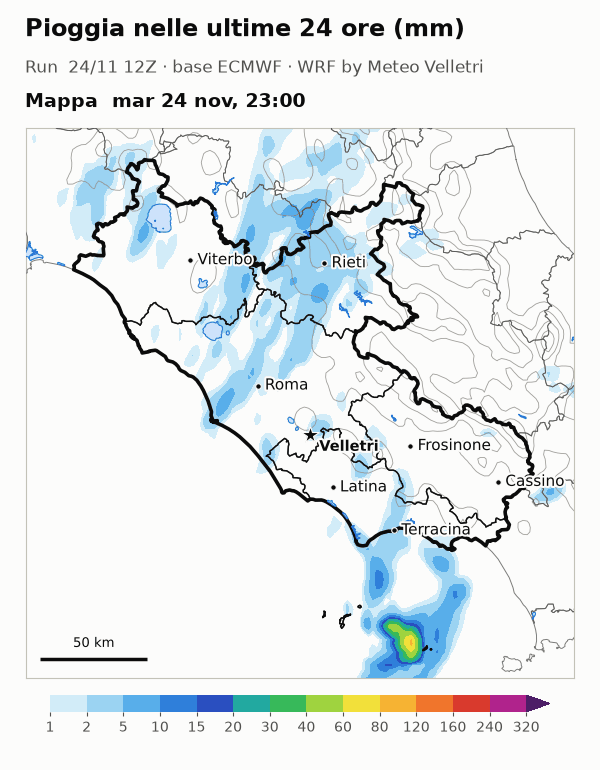 Pioggia nelle ultime 24 ore (mm)
Run  24/11 12Z · base ECMWF · WRF by Meteo Velletri
Mappa  mar 24 nov, 23:00
Viterbo
Rieti
Roma
Velletri
Frosinone
Cassino
Latina
Terracina
50 km
1 2 5 10 15 20 30 40 60 80 120 160 240 320